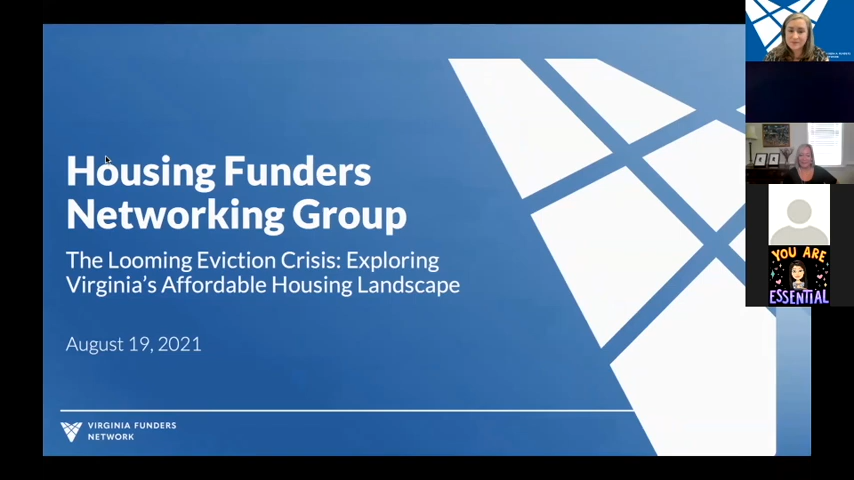 Housing Funders
Networking Group
The Looming Eviction Crisis: Exploring
Virginia's Affordable Housing Landscape
August 19, 2021
VIRGINIA FUNDERS
NETWORK
YOU ARE
ESSENTIAL